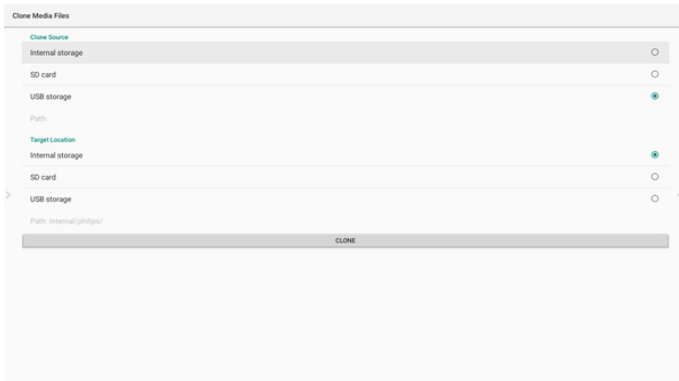 Clone Media Files
Clone Source
Internal storage
SD card
USB storage
Path:
Target Location
Internal storage
SD card
USB storage
Path: internal/philips/
CLONE